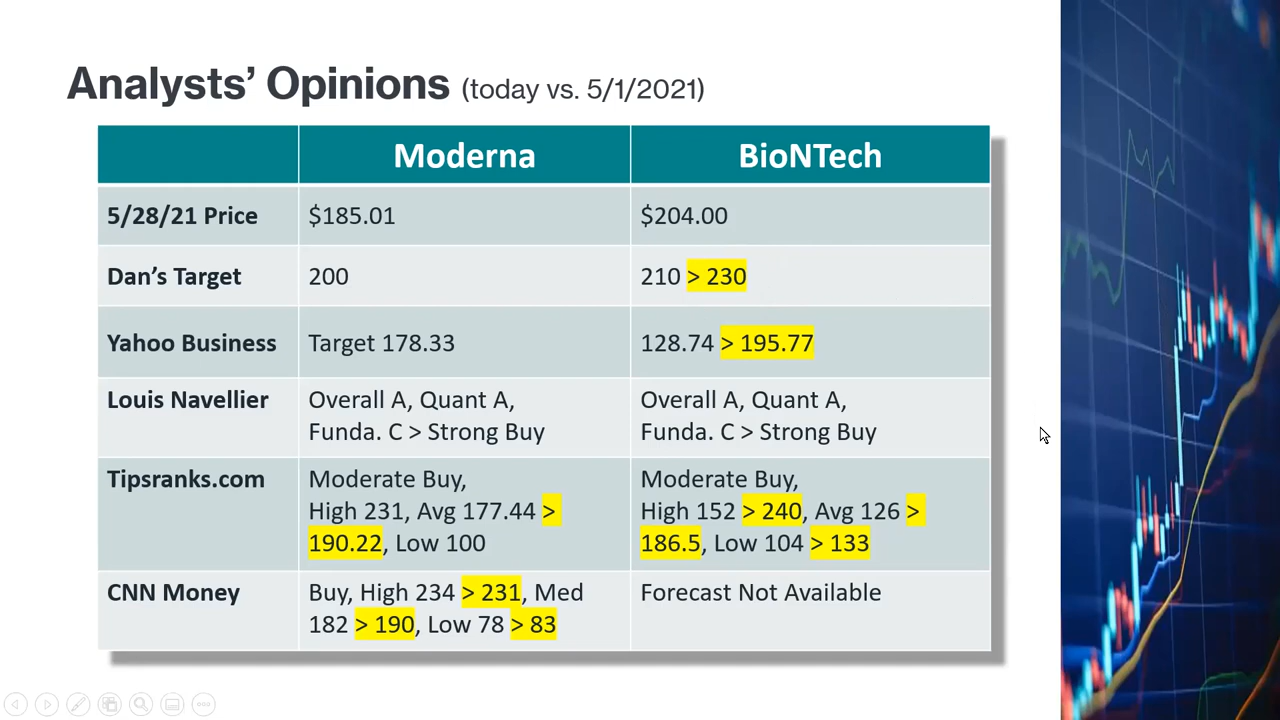 Analysts’ Opinions (today vs. 5/1/2021)
Moderna BioNTech
5/28/21 Price $185.01 $204.00
Dan’s Target 200 210 > 230
Yahoo Business Target 178.33 128.74 > 195.77
Louis Navellier Overall A, Quant A, Overall A, Quant A,
Funda. C > Strong Buy Funda. C > Strong Buy
Tipsranks.com Moderate Buy, Moderate Buy,
High 231, Avg 177.44 > High 152 > 240, Avg 126 >
190.22, Low 100 186.5, Low 104 > 133
CNN Money Buy, High 234 > 231, Med Forecast Not Available
182 > 190, Low 78 > 83